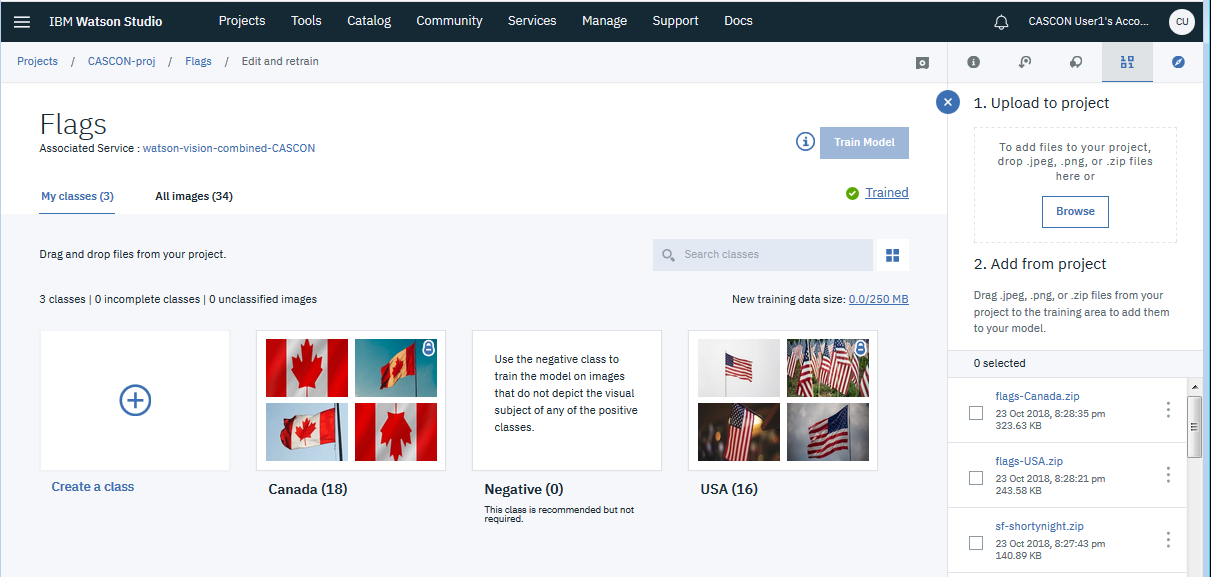 IBM Watson Studio
Projects Tools Catalog Community Services Manage Support Docs
CASCON User1's Acco...
CU
Projects / CASCON-proj / Flags / Edit and retrain
Flags
Associated Service : watson-vision-combined-CASCON
Train Model
My classes (3)
All images (34)
Trained
Drag and drop files from your project.
Search classes
3 classes | 0 incomplete classes | 0 unclassified images
New training data size: 0.0/250 MB
Create a class
Canada (18)
Use the negative class to
train the model on images
that do not depict the visual
subject of any of the positive
classes.
Negative (0)
This class is recommended but not
required.
USA (16)
1. Upload to project
To add files to your project,
drop .jpeg, .png, or .zip files
here or
Browse
2. Add from project
Drag .jpeg, .png, or .zip files from your
project to the training area to add them
to your model.
0 selected
flags-Canada.zip
23 Oct 2018, 8:28:35 pm
323.63 KB
flags-USA.zip
23 Oct 2018, 8:28:21 pm
243.58 KB
sf-shortynight.zip
23 Oct 2018, 8:27:43 pm
140.89 KB